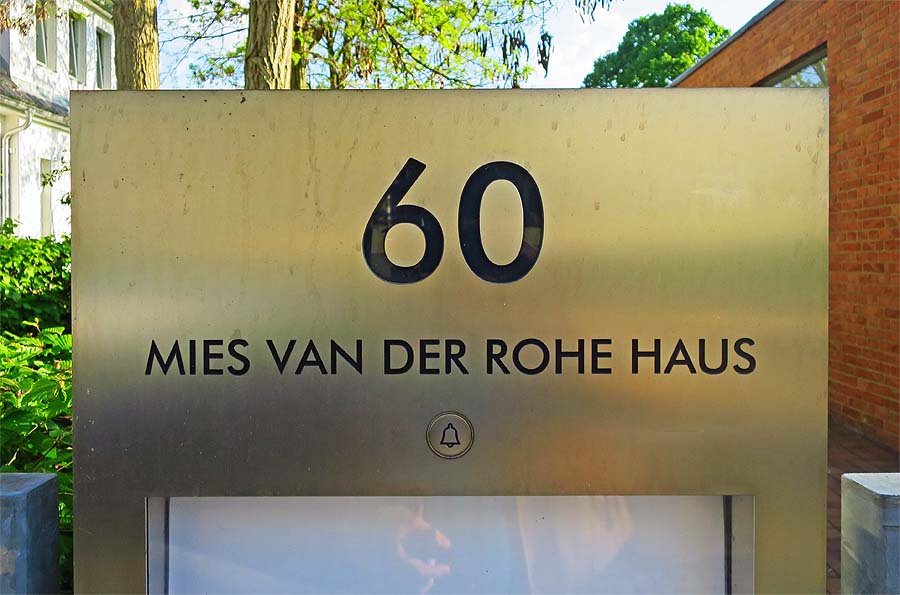 60
MIES VAN DER ROHE HAUS